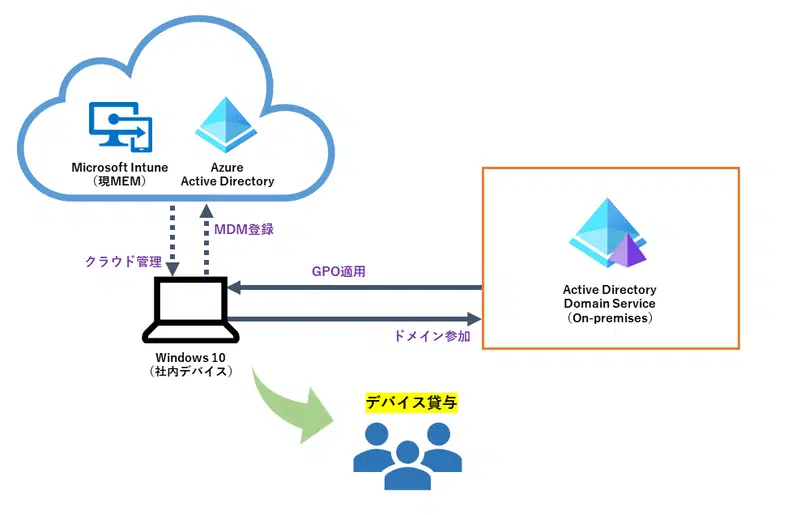 Microsoft Intune
（現MEM）
Azure
Active Directory
MDM登録
クラウド管理
GPO適用
ドメイン参加
Active Directory
Domain Service
（On-premises）
Windows 10
（社内デバイス）
デバイス貸与